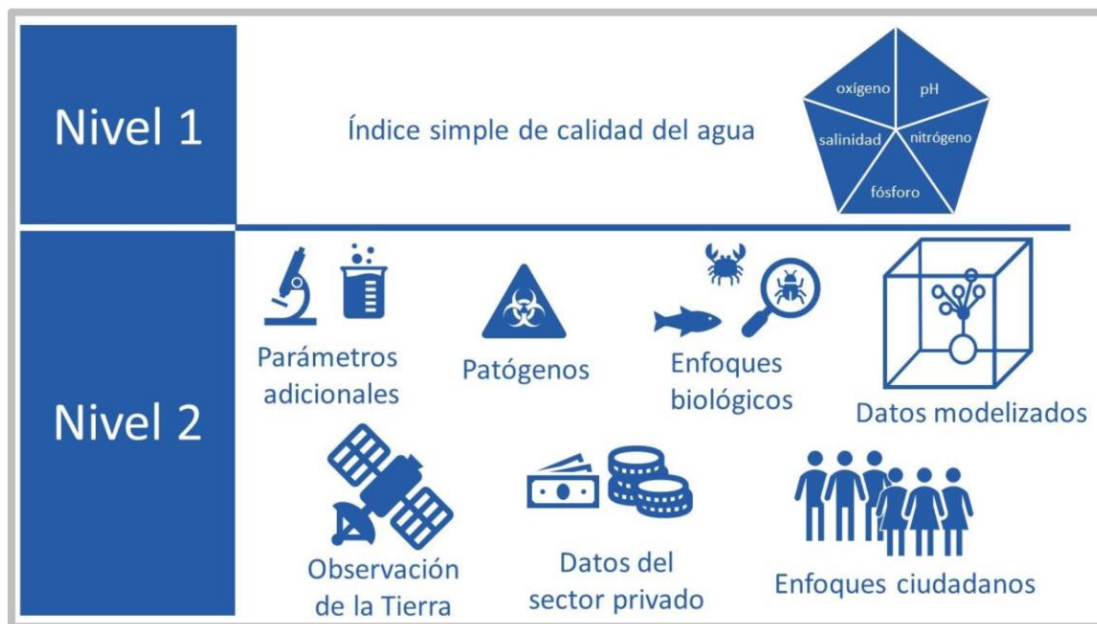 Nivel 1
Índice simple de calidad del agua
oxígeno
pH
salinidad
nitrógeno
fósforo
Nivel 2
Parámetros
adicionales
Patógenos
Enfoques
biológicos
Datos modelizados
Observación
de la Tierra
Datos del
sector privado
Enfoques ciudadanos